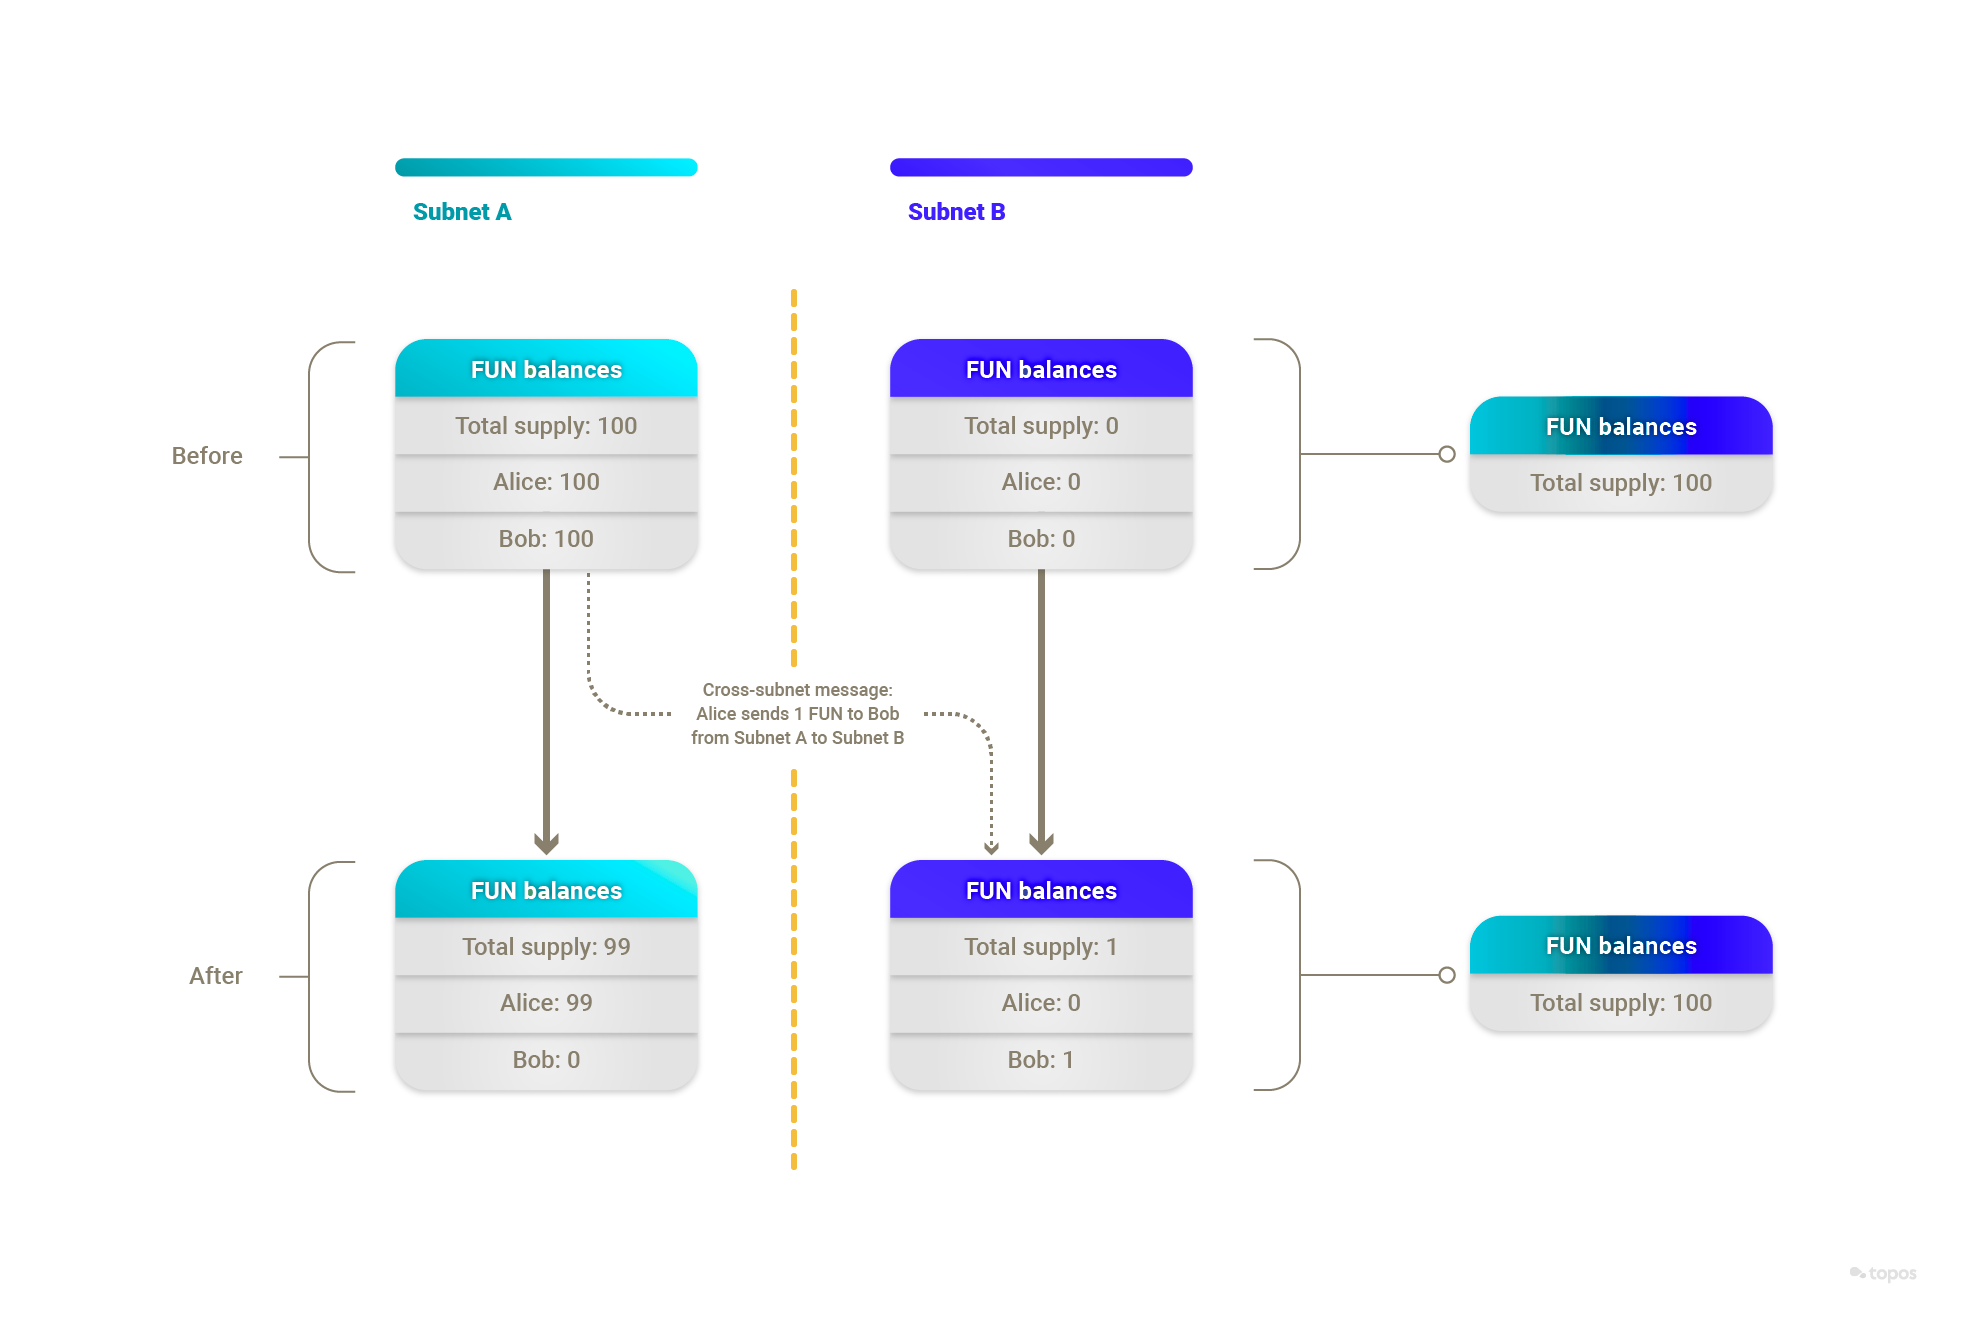 Subnet A
Subnet B
Before
FUN balances
Total supply: 100
Alice: 100
Bob: 100
FUN balances
Total supply: 0
Alice: 0
Bob: 0
FUN balances
Total supply: 100
Cross-subnet message:
Alice sends 1 FUN to Bob
from Subnet A to Subnet B
After
FUN balances
Total supply: 99
Alice: 99
Bob: 0
FUN balances
Total supply: 1
Alice: 0
Bob: 1
FUN balances
Total supply: 100
topos